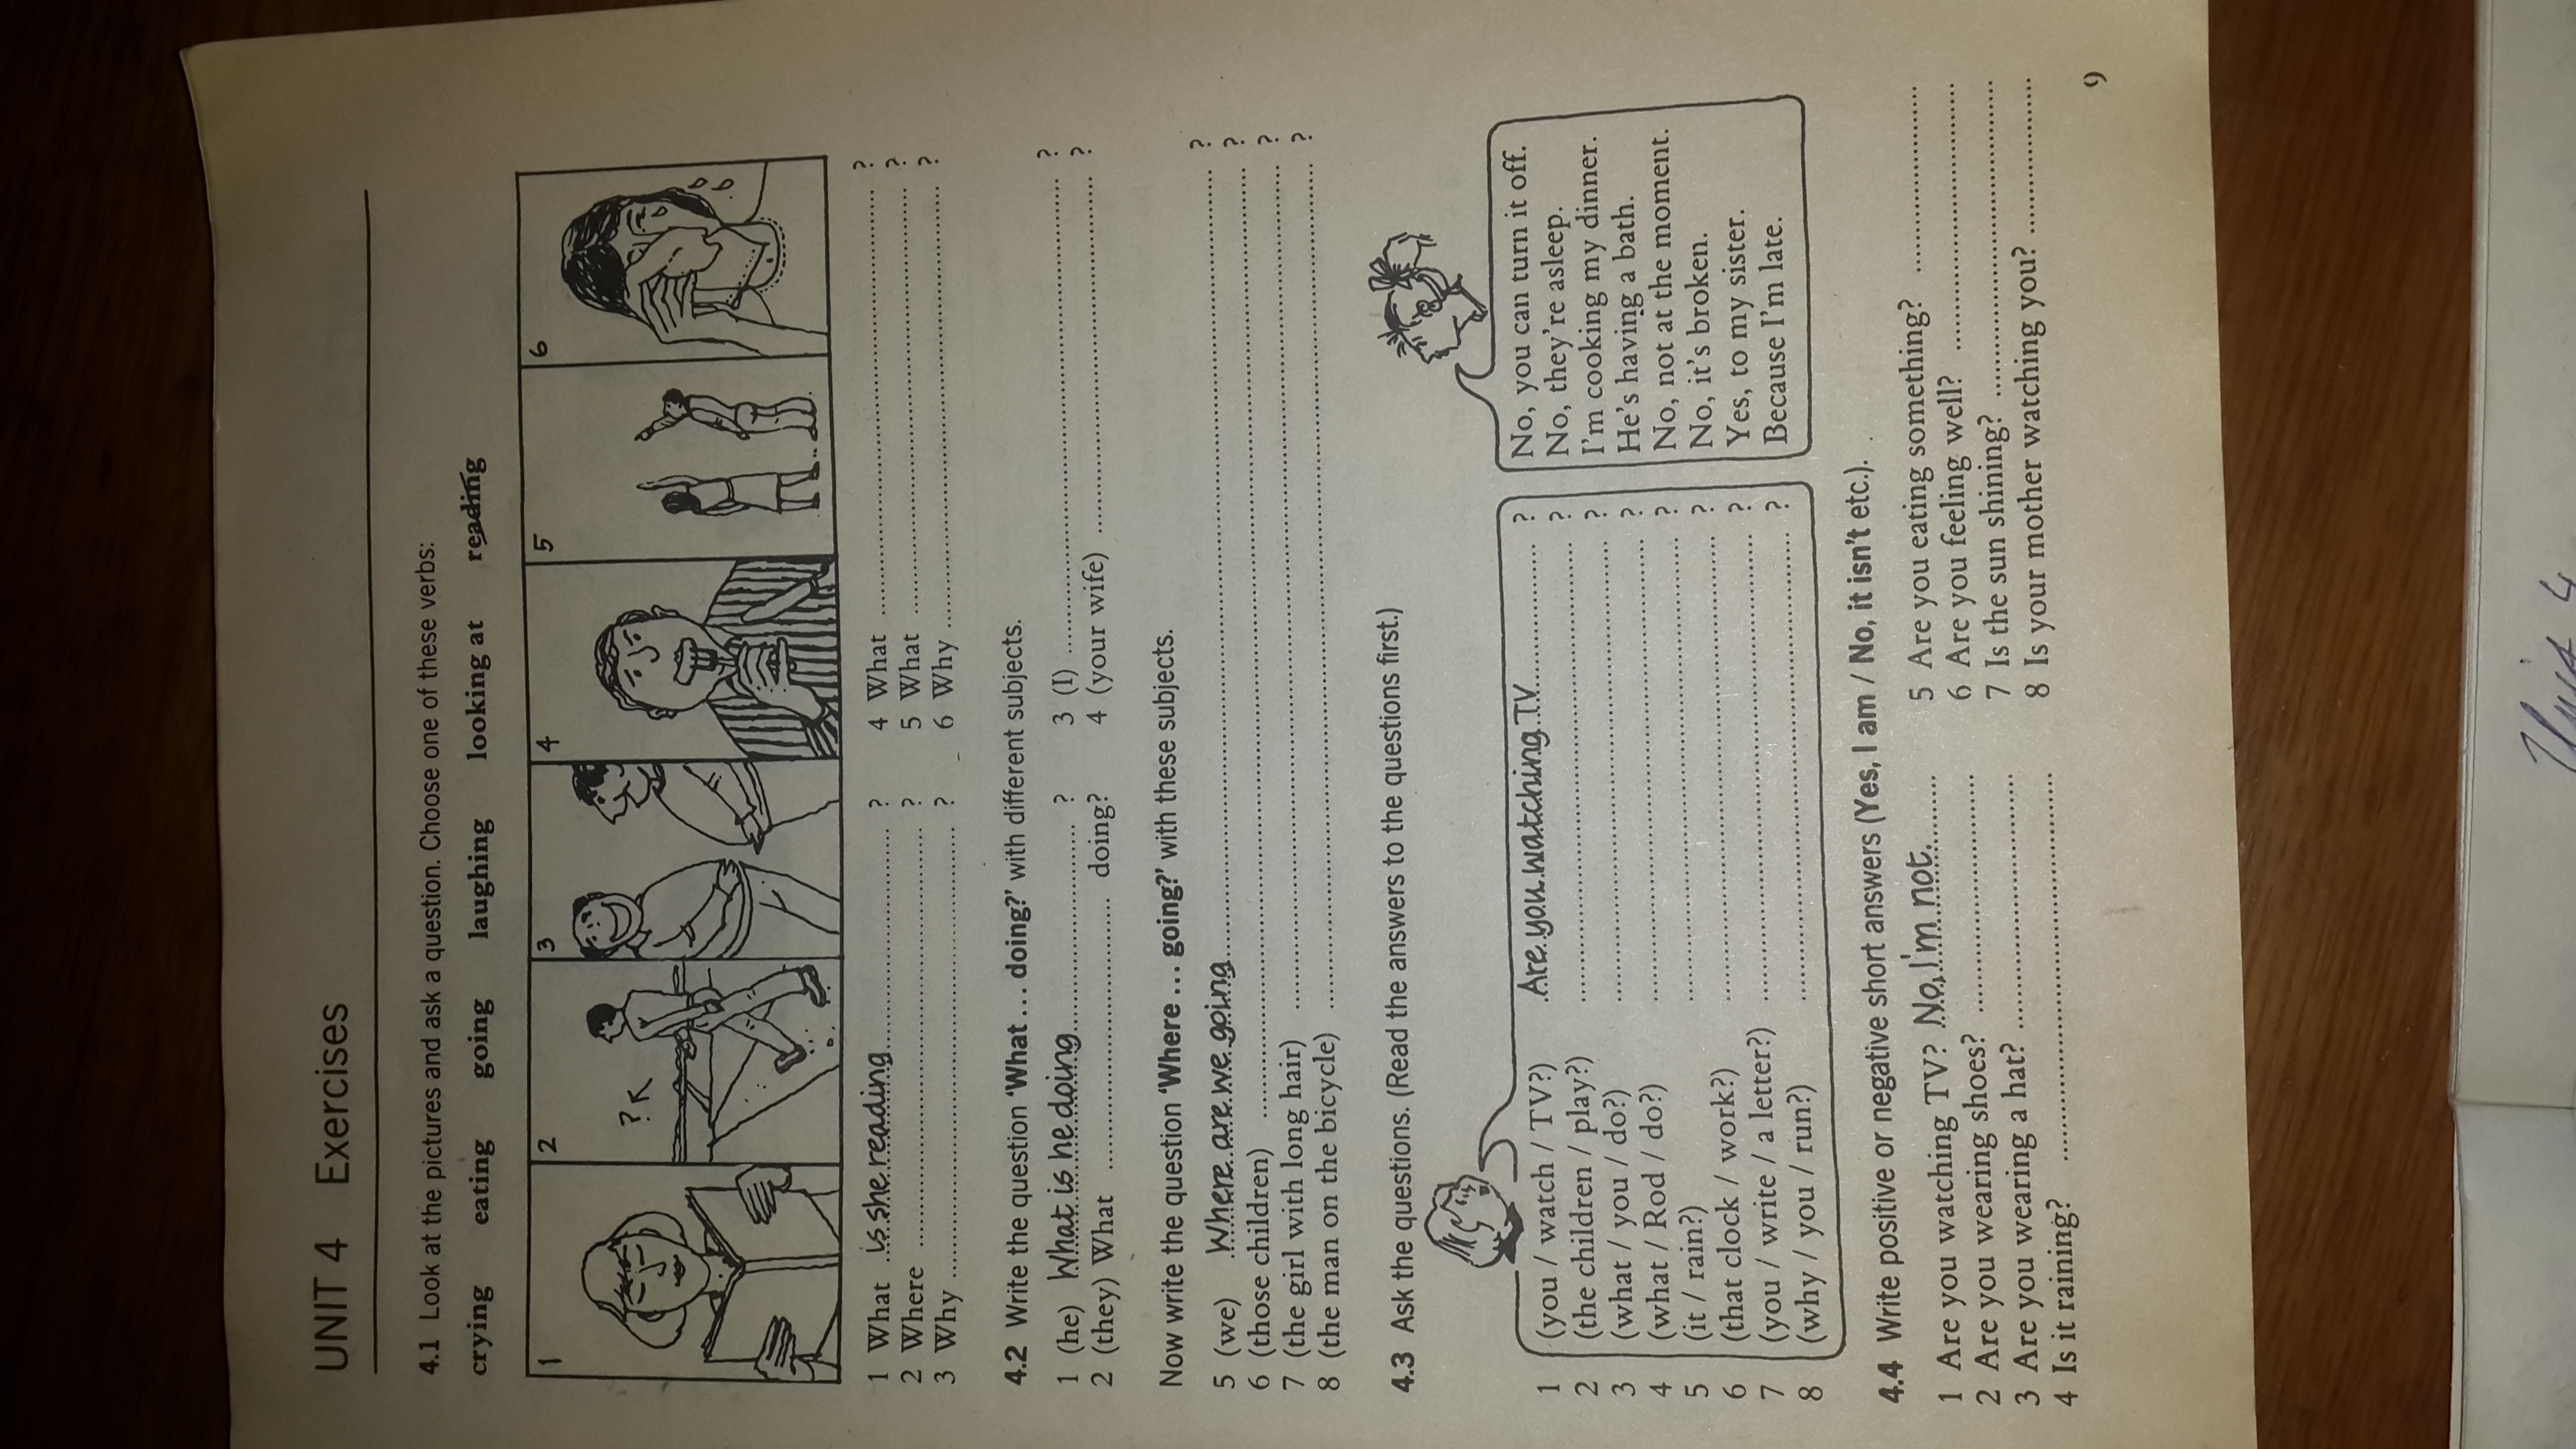 UNIT 4 Exercises
4.1 Look at the pictures and ask a question. Choose one of these verbs:
crying eating going laughing looking at reading
1 2 3 4 5 6
?
1 What is she reading ?
2 Where ?
3 Why ?
4 What ?
5 What ?
6 Why ?
4.2 Write the question ‘What ... doing?’ with different subjects.
1 (he) What is he doing ?
2 (they) What doing?
3 (I) ?
4 (your wife) ?
Now write the question ‘Where ... going?’ with these subjects.
5 (we) Where are we going ?
6 (those children) ?
7 (the girl with long hair) ?
8 (the man on the bicycle) ?
4.3 Ask the questions. (Read the answers to the questions first.)
1 (you / watch / TV?) Are you watching TV ? No, you can turn it off.
2 (the children / play?) ? No, they’re asleep.
3 (what / you / do?) ? I’m cooking my dinner.
4 (what / Rod / do?) ? He’s having a bath.
5 (it / rain?) ? No, not at the moment.
6 (that clock / work?) ? No, it’s broken.
7 (you / write / a letter?) ? Yes, to my sister.
8 (why / you / run?) ? Because I’m late.
4.4 Write positive or negative short answers (Yes, I am / No, it isn’t etc.).
1 Are you watching TV? No, I'm not.
2 Are you wearing shoes?
3 Are you wearing a hat?
4 Is it raining?
5 Are you eating something?
6 Are you feeling well?
7 Is the sun shining?
8 Is your mother watching you?
9
Unit 4